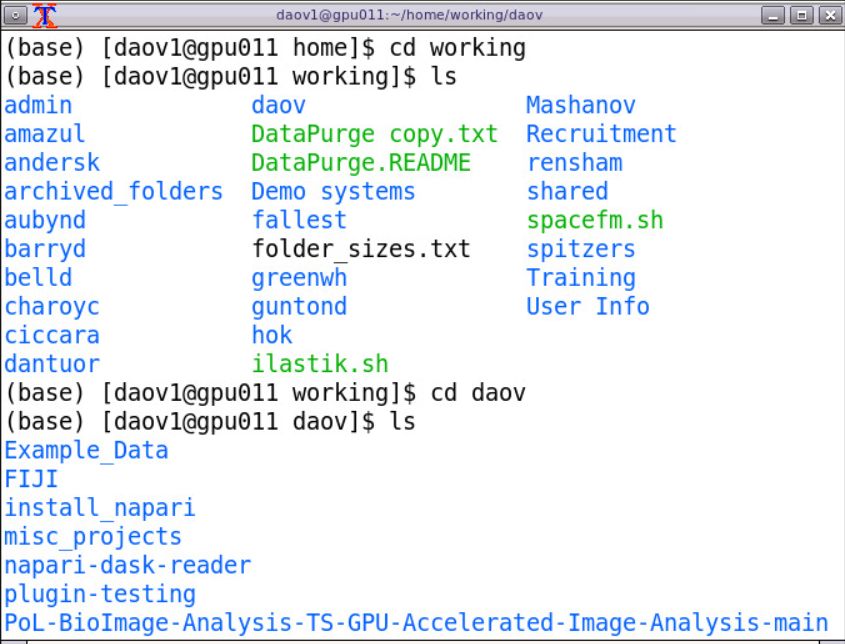 daov1@gpu011:~/home/working/daov
(base) [daov1@gpu011 home]$ cd working
(base) [daov1@gpu011 working]$ ls
admin daov Mashanov
amazul DataPurge copy.txt Recruitment
andersk DataPurge.README rensham
archived_folders Demo systems shared
aubynd fallest spacefm.sh
barryd folder_sizes.txt spitzers
belld greenwh Training
charoyc guntond User Info
ciccara hok
dantuor ilastik.sh
(base) [daov1@gpu011 working]$ cd daov
(base) [daov1@gpu011 daov]$ ls
Example_Data
FIJI
install_napari
misc_projects
napari-dask-reader
plugin-testing
PoL-BioImage-Analysis-TS-GPU-Accelerated-Image-Analysis-main